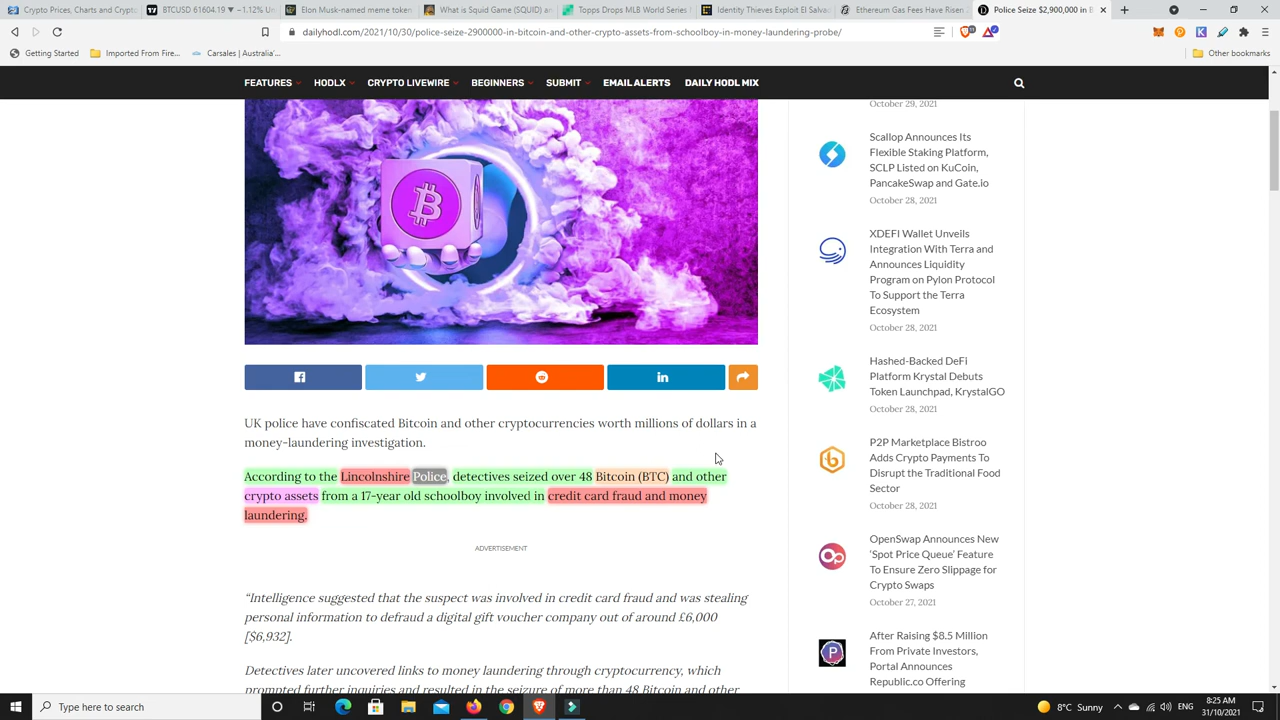 Crypto Prices, Charts and Crypto
BTCUSD 61604.19 ▼ −1.12% Un
Elon Musk-named meme token
What is Squid Game (SQUID) an
Topps Drops MLB World Series
Identity Thieves Exploit El Salva
Ethereum Gas Fees Have Risen
Police Seize $2,900,000 in B
dailyhodl.com/2021/10/30/police-seize-2900000-in-bitcoin-and-other-crypto-assets-from-schoolboy-in-money-laundering-probe/
Getting Started
Imported From Fire...
Carsales | Australia'...
Other bookmarks
FEATURES
HODLX
CRYPTO LIVEWIRE
BEGINNERS
SUBMIT
EMAIL ALERTS
DAILY HODL MIX
UK police have confiscated Bitcoin and other cryptocurrencies worth millions of dollars in a
money-laundering investigation.
According to the Lincolnshire Police, detectives seized over 48 Bitcoin (BTC) and other
crypto assets from a 17-year old schoolboy involved in credit card fraud and money
laundering.
ADVERTISEMENT
“Intelligence suggested that the suspect was involved in credit card fraud and was stealing
personal information to defraud a digital gift voucher company out of around £6,000
[$6,932].
Detectives later uncovered links to money laundering through cryptocurrency, which
prompted further inquiries and resulted in the seizure of more than 48 Bitcoin and other
October 29, 2021
Scallop Announces Its
Flexible Staking Platform,
SCLP Listed on KuCoin,
PancakeSwap and Gate.io
October 28, 2021
XDEFI Wallet Unveils
Integration With Terra and
Announces Liquidity
Program on Pylon Protocol
To Support the Terra
Ecosystem
October 28, 2021
Hashed-Backed DeFi
Platform Krystal Debuts
Token Launchpad, KrystalGO
October 28, 2021
P2P Marketplace Bistroo
Adds Crypto Payments To
Disrupt the Traditional Food
Sector
October 28, 2021
OpenSwap Announces New
‘Spot Price Queue’ Feature
To Ensure Zero Slippage for
Crypto Swaps
October 27, 2021
After Raising $8.5 Million
From Private Investors,
Portal Announces
Republic.co Offering
Type here to search
8°C Sunny
ENG
8:25 AM
31/10/2021